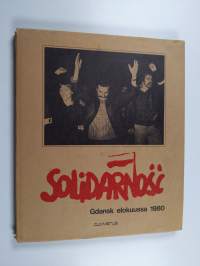 SOLIDARNOŚĆ
Gdansk elokuussa 1980